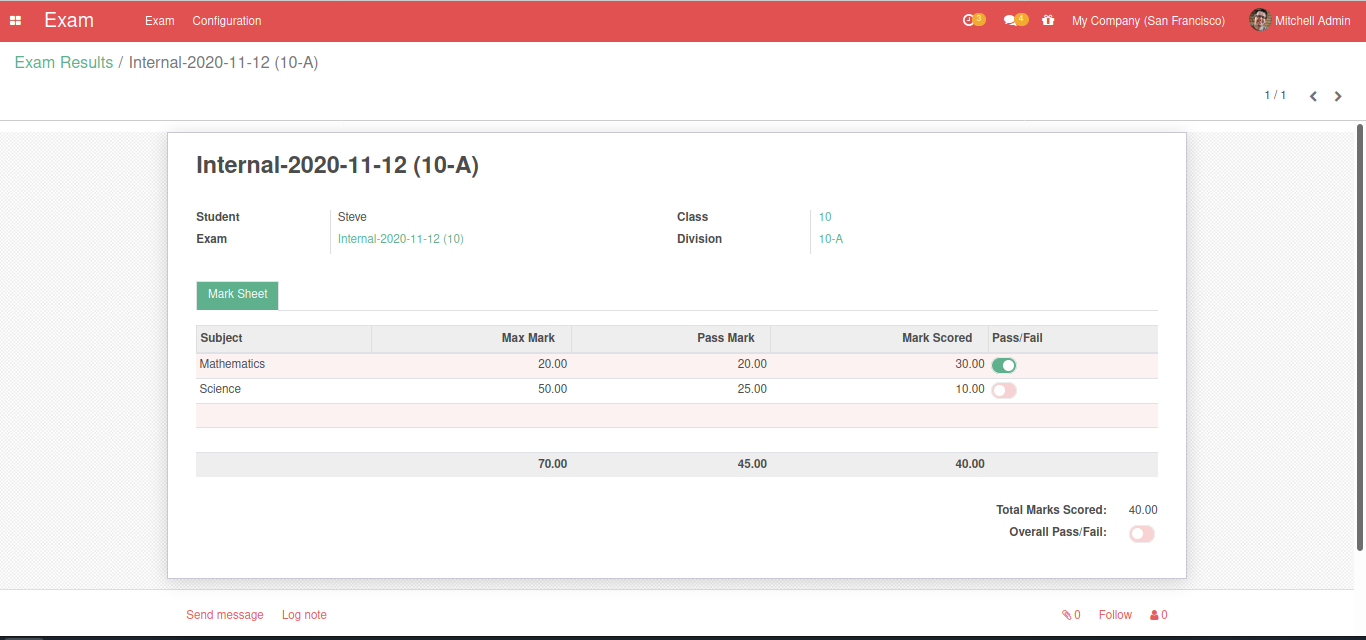 Exam Exam Configuration 3 4 My Company (San Francisco) Mitchell Admin
Exam Results / Internal-2020-11-12 (10-A)
1 / 1
Internal-2020-11-12 (10-A)
Student Steve Class 10
Exam Internal-2020-11-12 (10) Division 10-A
Mark Sheet
Subject Max Mark Pass Mark Mark Scored Pass/Fail
Mathematics 20.00 20.00 30.00
Science 50.00 25.00 10.00
70.00 45.00 40.00
Total Marks Scored: 40.00
Overall Pass/Fail:
Send message Log note 0 Follow 0